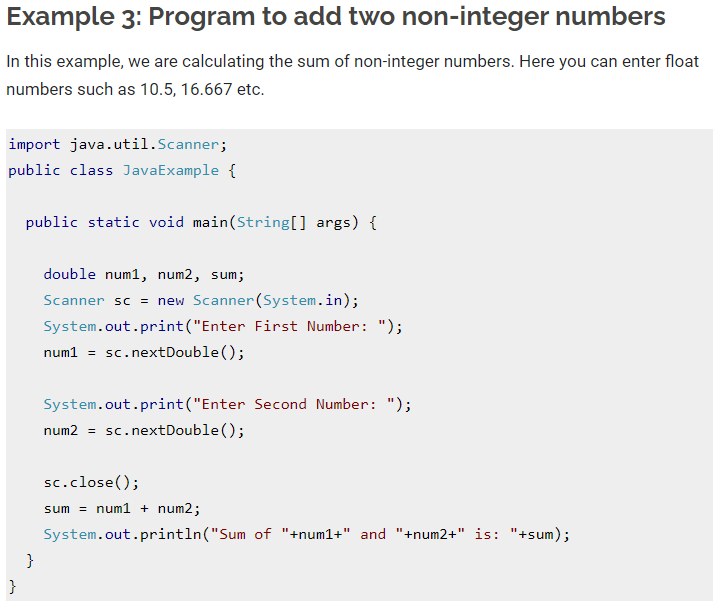 Example 3: Program to add two non-integer numbers
In this example, we are calculating the sum of non-integer numbers. Here you can enter float
numbers such as 10.5, 16.667 etc.
import java.util.Scanner;
public class JavaExample {
public static void main(String[] args) {
double num1, num2, sum;
Scanner sc = new Scanner(System.in);
System.out.print("Enter First Number: ");
num1 = sc.nextDouble();
System.out.print("Enter Second Number: ");
num2 = sc.nextDouble();
sc.close();
sum = num1 + num2;
System.out.println("Sum of "+num1+" and "+num2+" is: "+sum);
}
}